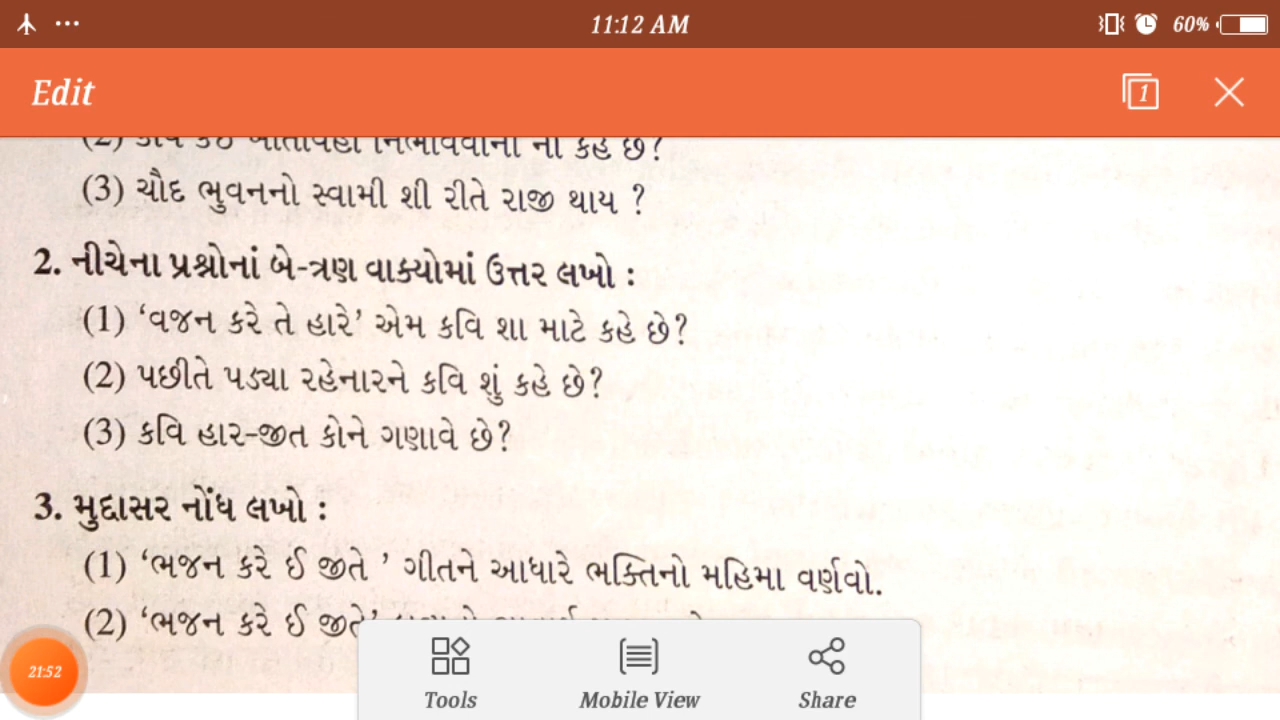 11:12 AM
60%
Edit
1
(3) ચૌદ ભુવનનો સ્વામી શી રીતે રાજી થાય ?
2. નીચેના પ્રશ્નોનાં બે-ત્રણ વાક્યોમાં ઉત્તર લખો :
(1) ‘વજન કરે તે હારે’ એમ કવિ શા માટે કહે છે?
(2) પછીતે પડ્યા રહેનારને કવિ શું કહે છે?
(3) કવિ હાર-જીત કોને ગણાવે છે?
3. મુદ્દાસર નોંધ લખો :
(1) ‘ભજન કરે ઈ જીતે ’ ગીતને આધારે ભક્તિનો મહિમા વર્ણવો.
(2) ‘ભજન કરે ઈ જીતે’
21:52
Tools
Mobile View
Share